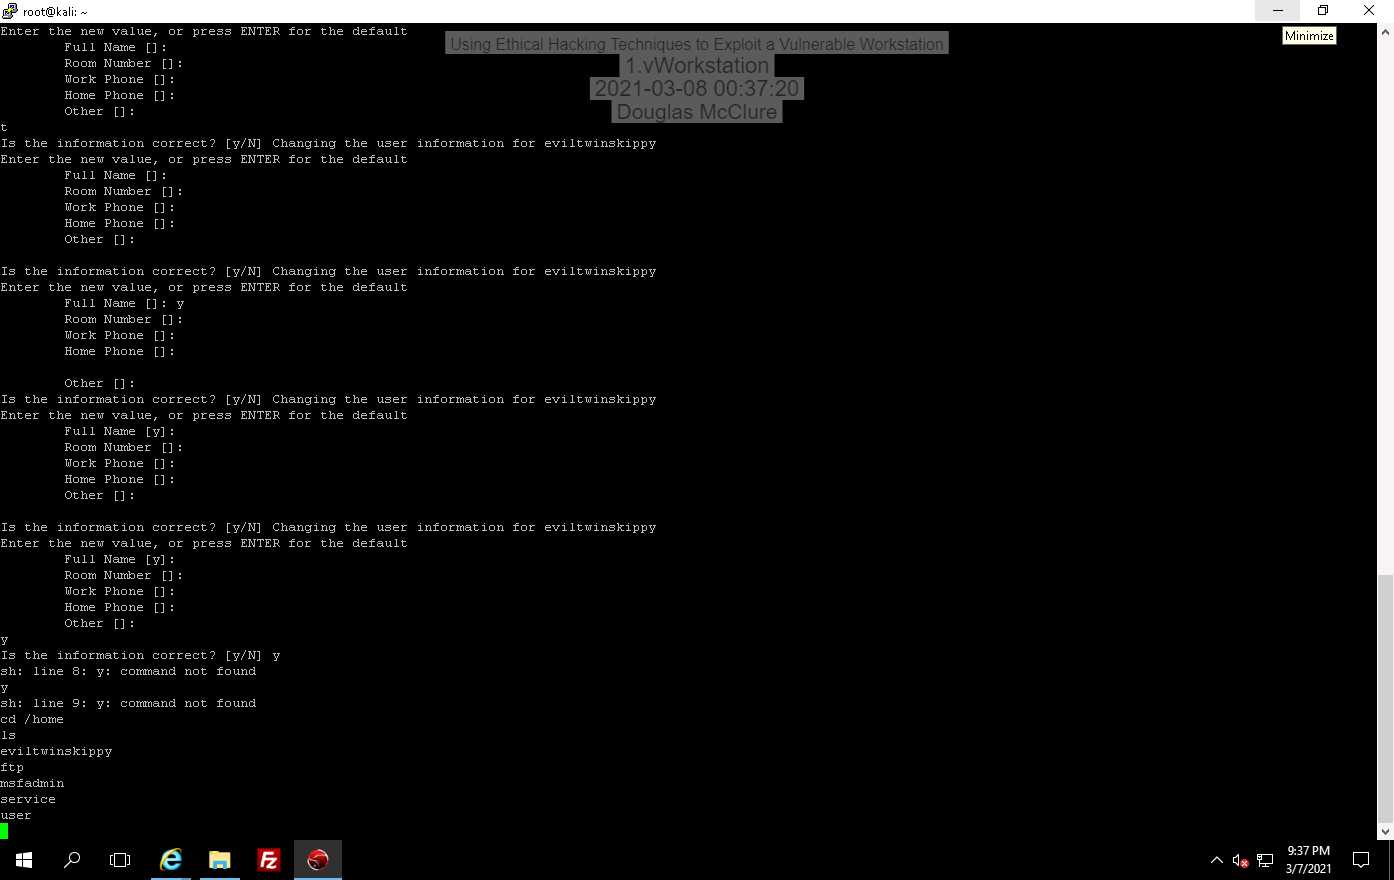 root@kali: ~
Minimize
Using Ethical Hacking Techniques to Exploit a Vulnerable Workstation
1.vWorkstation
2021-03-08 00:37:20
Douglas McClure
Enter the new value, or press ENTER for the default
Full Name []:
Room Number []:
Work Phone []:
Home Phone []:
Other []:
t
Is the information correct? [y/N] Changing the user information for eviltwinskippy
Enter the new value, or press ENTER for the default
Full Name []:
Room Number []:
Work Phone []:
Home Phone []:
Other []:
Is the information correct? [y/N] Changing the user information for eviltwinskippy
Enter the new value, or press ENTER for the default
Full Name []: y
Room Number []:
Work Phone []:
Home Phone []:
Other []:
Is the information correct? [y/N] Changing the user information for eviltwinskippy
Enter the new value, or press ENTER for the default
Full Name [y]:
Room Number []:
Work Phone []:
Home Phone []:
Other []:
Is the information correct? [y/N] Changing the user information for eviltwinskippy
Enter the new value, or press ENTER for the default
Full Name [y]:
Room Number []:
Work Phone []:
Home Phone []:
Other []:
y
Is the information correct? [y/N] y
sh: line 8: y: command not found
y
sh: line 9: y: command not found
cd /home
ls
eviltwinskippy
ftp
msfadmin
service
user
Fz
9:37 PM
3/7/2021